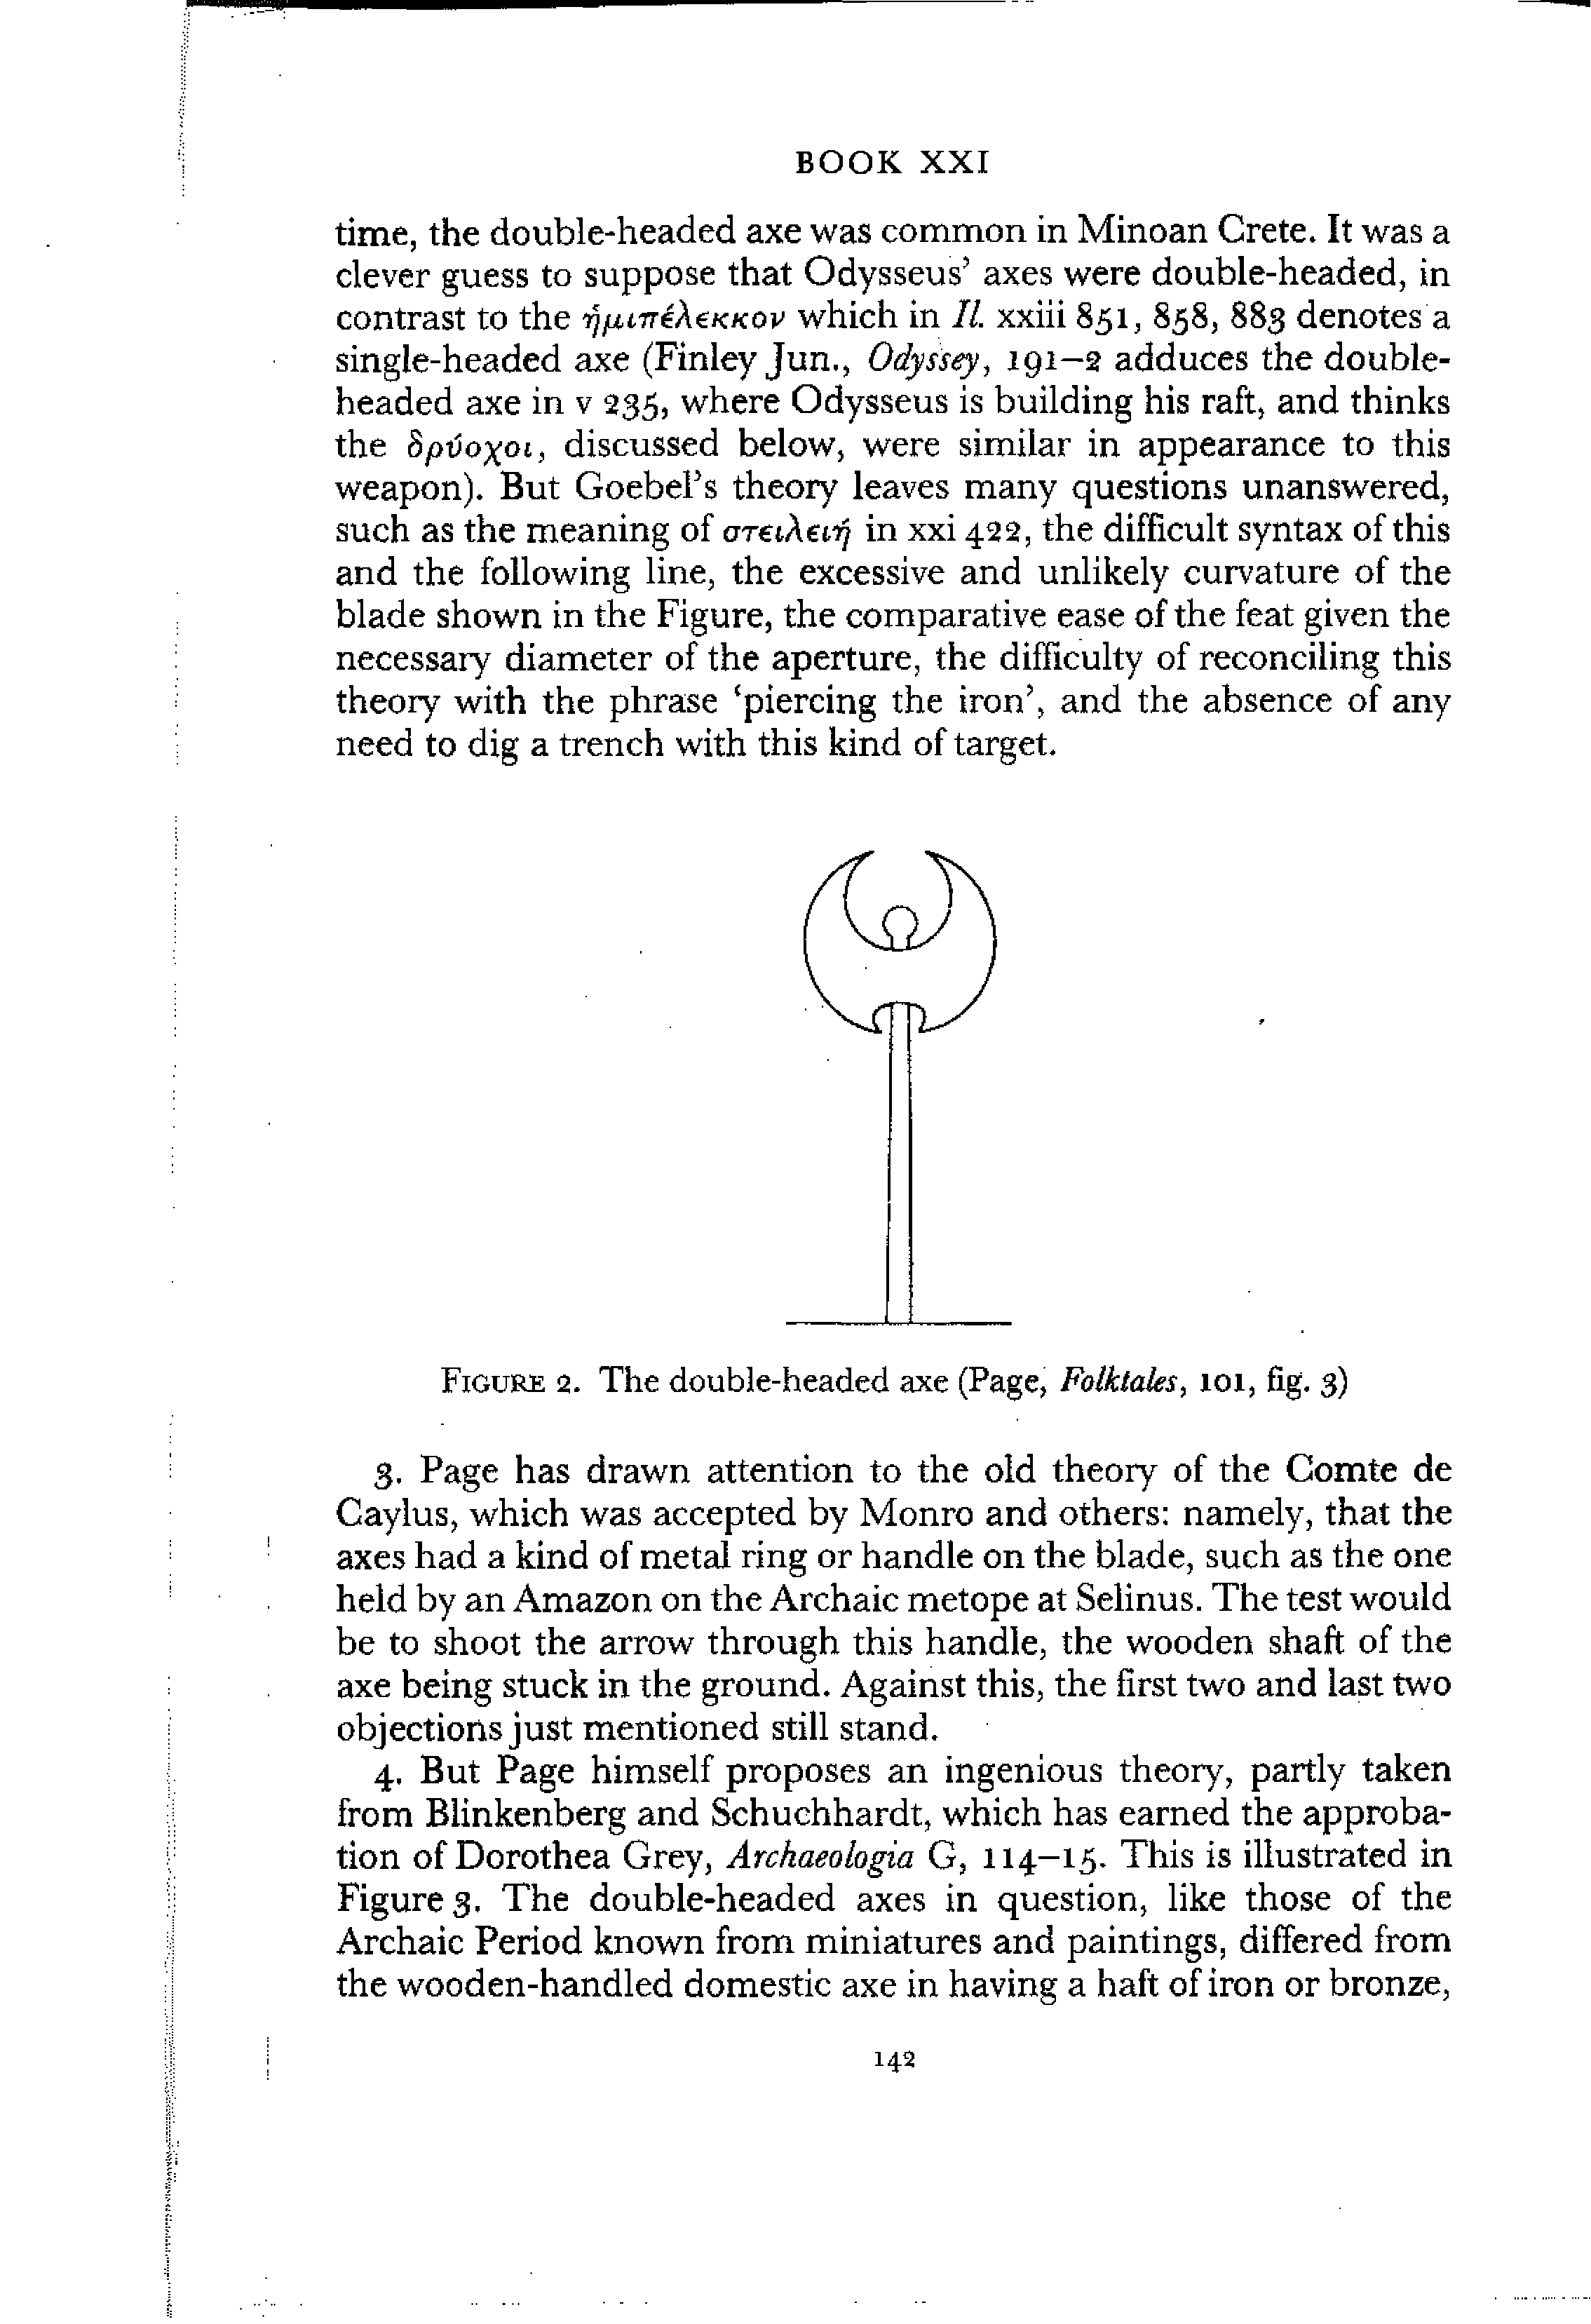 BOOK XXI
time, the double-headed axe was common in Minoan Crete. It was a
clever guess to suppose that Odysseus' axes were double-headed, in
contrast to the ἡμιπέλεκκον which in Il. xxiii 851, 858, 883 denotes a
single-headed axe (Finley Jun., Odyssey, 191–2 adduces the double-
headed axe in v 235, where Odysseus is building his raft, and thinks
the δρύοχοι, discussed below, were similar in appearance to this
weapon). But Goebel's theory leaves many questions unanswered,
such as the meaning of στειλειή in xxi 422, the difficult syntax of this
and the following line, the excessive and unlikely curvature of the
blade shown in the Figure, the comparative ease of the feat given the
necessary diameter of the aperture, the difficulty of reconciling this
theory with the phrase 'piercing the iron', and the absence of any
need to dig a trench with this kind of target.
FIGURE 2. The double-headed axe (Page, Folktales, 101, fig. 3)
3. Page has drawn attention to the old theory of the Comte de
Caylus, which was accepted by Monro and others: namely, that the
axes had a kind of metal ring or handle on the blade, such as the one
held by an Amazon on the Archaic metope at Selinus. The test would
be to shoot the arrow through this handle, the wooden shaft of the
axe being stuck in the ground. Against this, the first two and last two
objections just mentioned still stand.
4. But Page himself proposes an ingenious theory, partly taken
from Blinkenberg and Schuchhardt, which has earned the approba-
tion of Dorothea Grey, Archaeologia G, 114–15. This is illustrated in
Figure 3. The double-headed axes in question, like those of the
Archaic Period known from miniatures and paintings, differed from
the wooden-handled domestic axe in having a haft of iron or bronze,
142